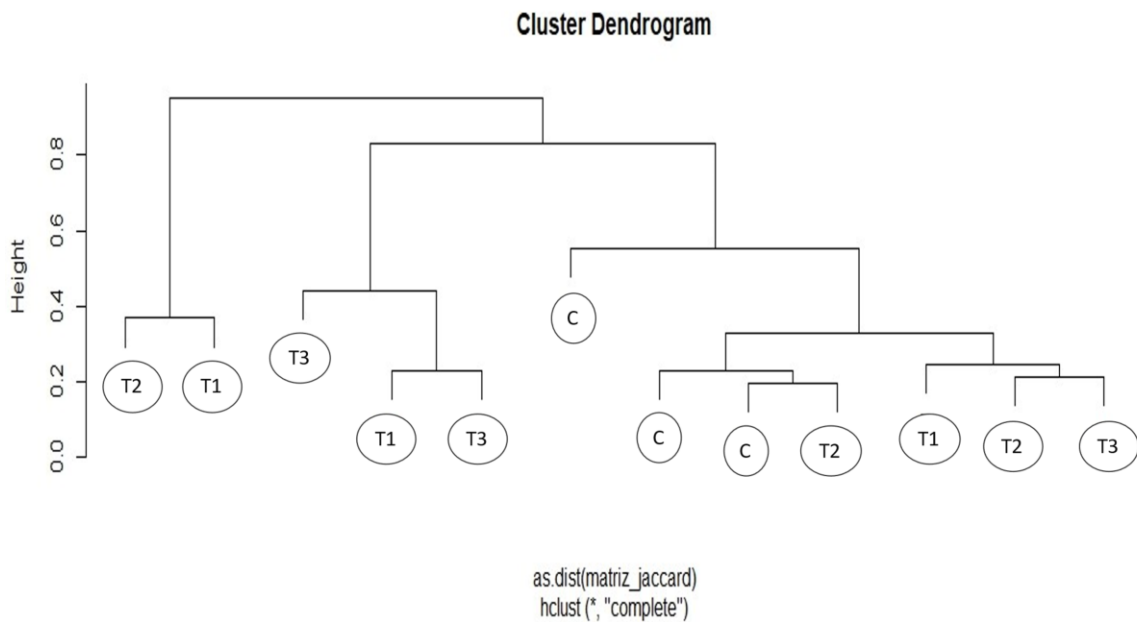 Cluster Dendrogram
Height
0.8
0.6
0.4
0.2
0.0
C
T3
T2 T1
T1 T3 C C T2 T1 T2 T3
as.dist(matriz_jaccard)
hclust (*, "complete")